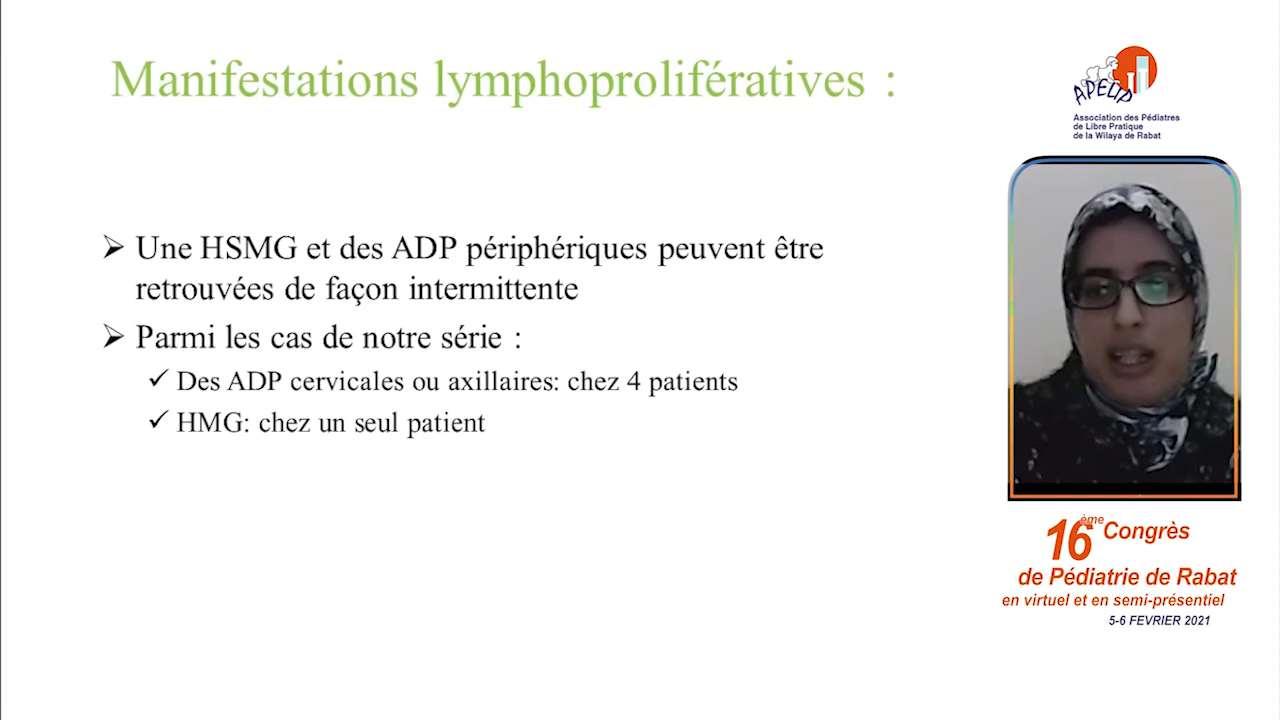 Manifestations lymphoprolifératives :
➢ Une HSMG et des ADP périphériques peuvent être
retrouvées de façon intermittente
➢ Parmi les cas de notre série :
✓ Des ADP cervicales ou axillaires: chez 4 patients
✓ HMG: chez un seul patient
APELIP
Association des Pédiatres
de Libre Pratique
de la Wilaya de Rabat
16ème Congrès
de Pédiatrie de Rabat
en virtuel et en semi-présentiel
5-6 FEVRIER 2021